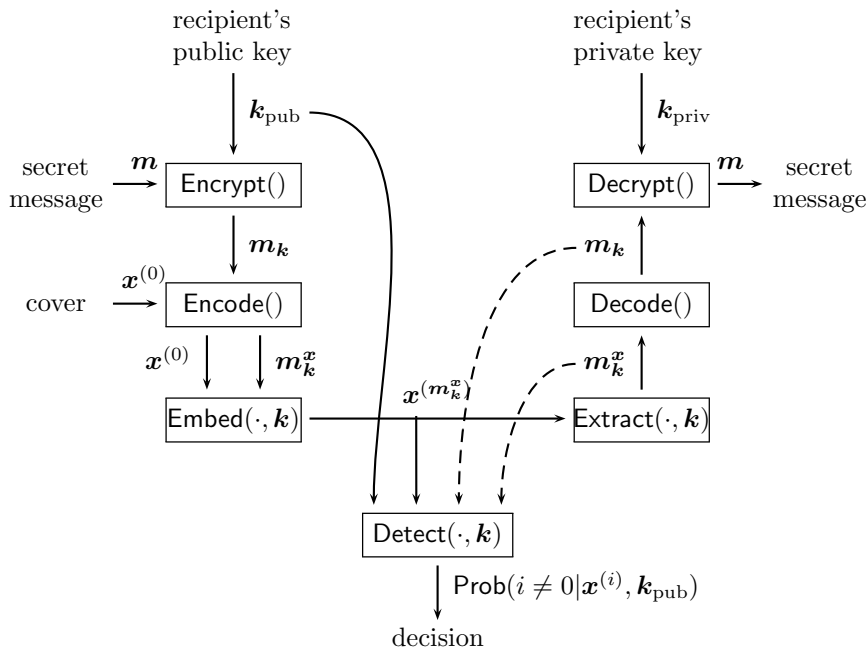 recipient's
public key
recipient's
private key
k_pub
k_priv
secret
message
m
Encrypt()
Decrypt()
m
secret
message
m_k
m_k
cover
x^(0)
Encode()
Decode()
x^(0)
m_k^x
m_k^x
x^(m_k^x)
Embed(·, k)
Extract(·, k)
Detect(·, k)
Prob(i ≠ 0|x^(i), k_pub)
decision